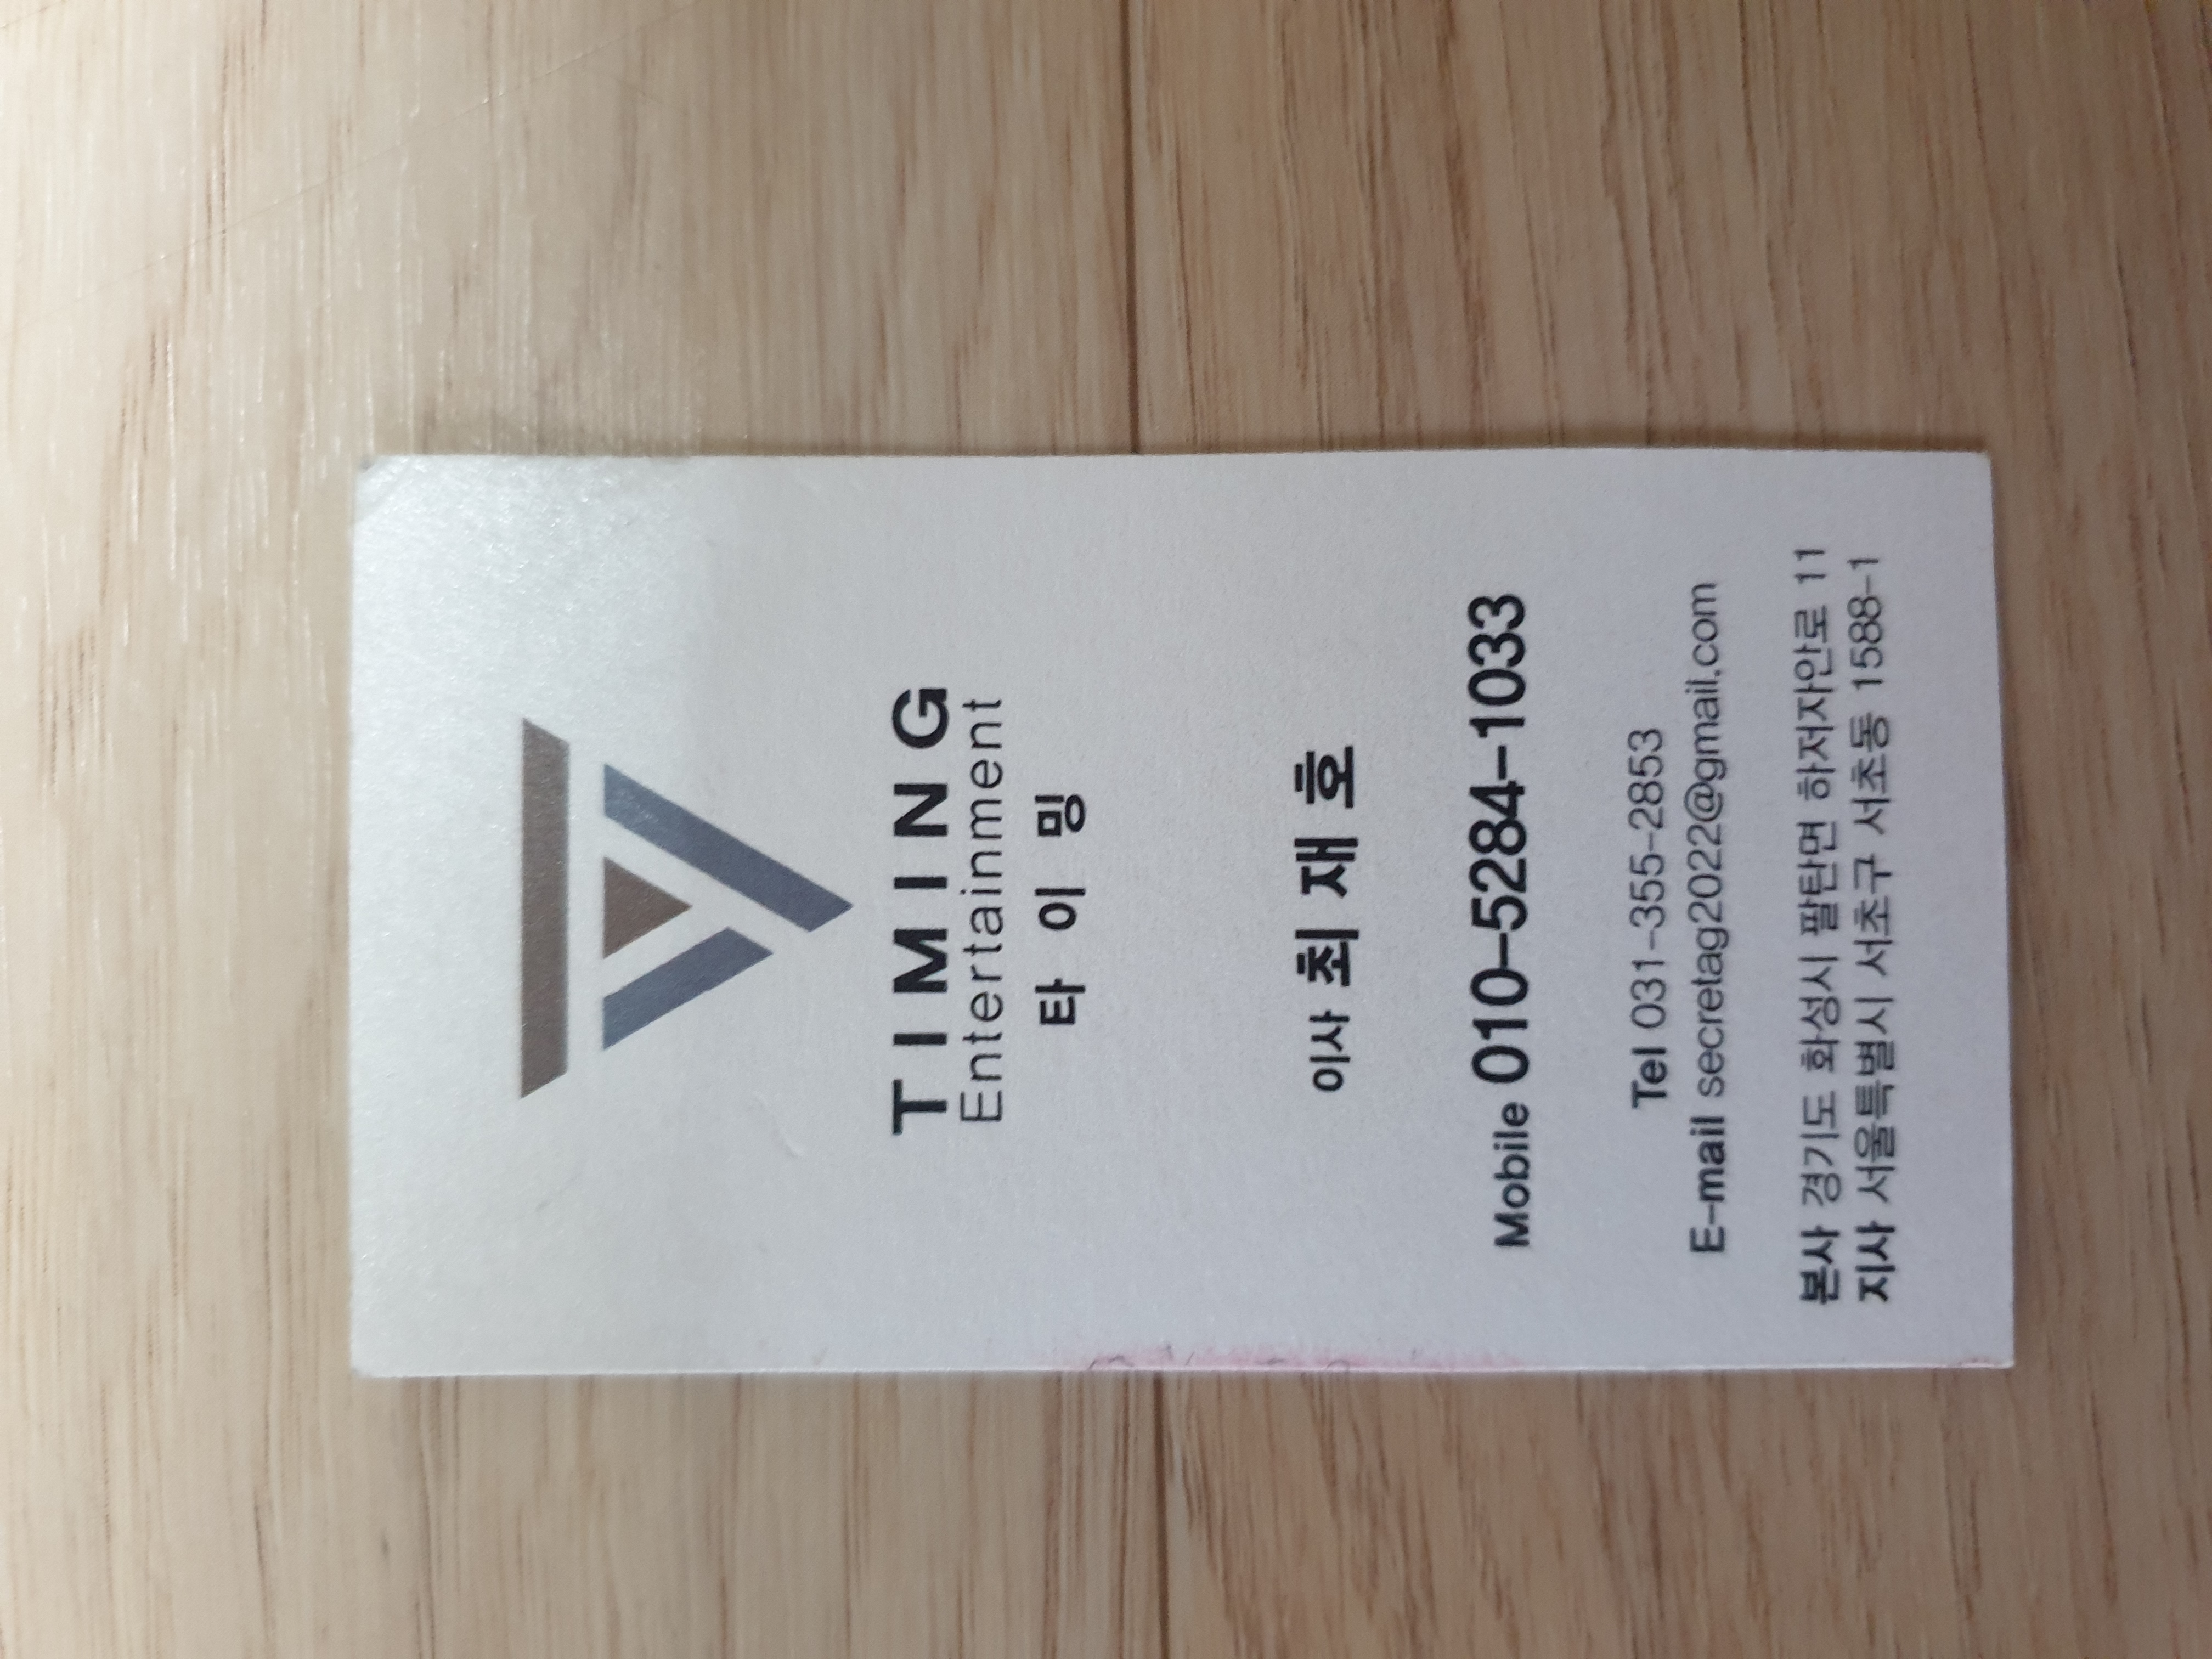 TIMING
Entertainment
타이밍
이사 최재호
Mobile 010-5284-1033
Tel 031-355-2853
E-mail secretag2022@gmail.com
본사 경기도 화성시 팔탄면 하저자안로 11
지사 서울특별시 서초구 서초동 1588-1